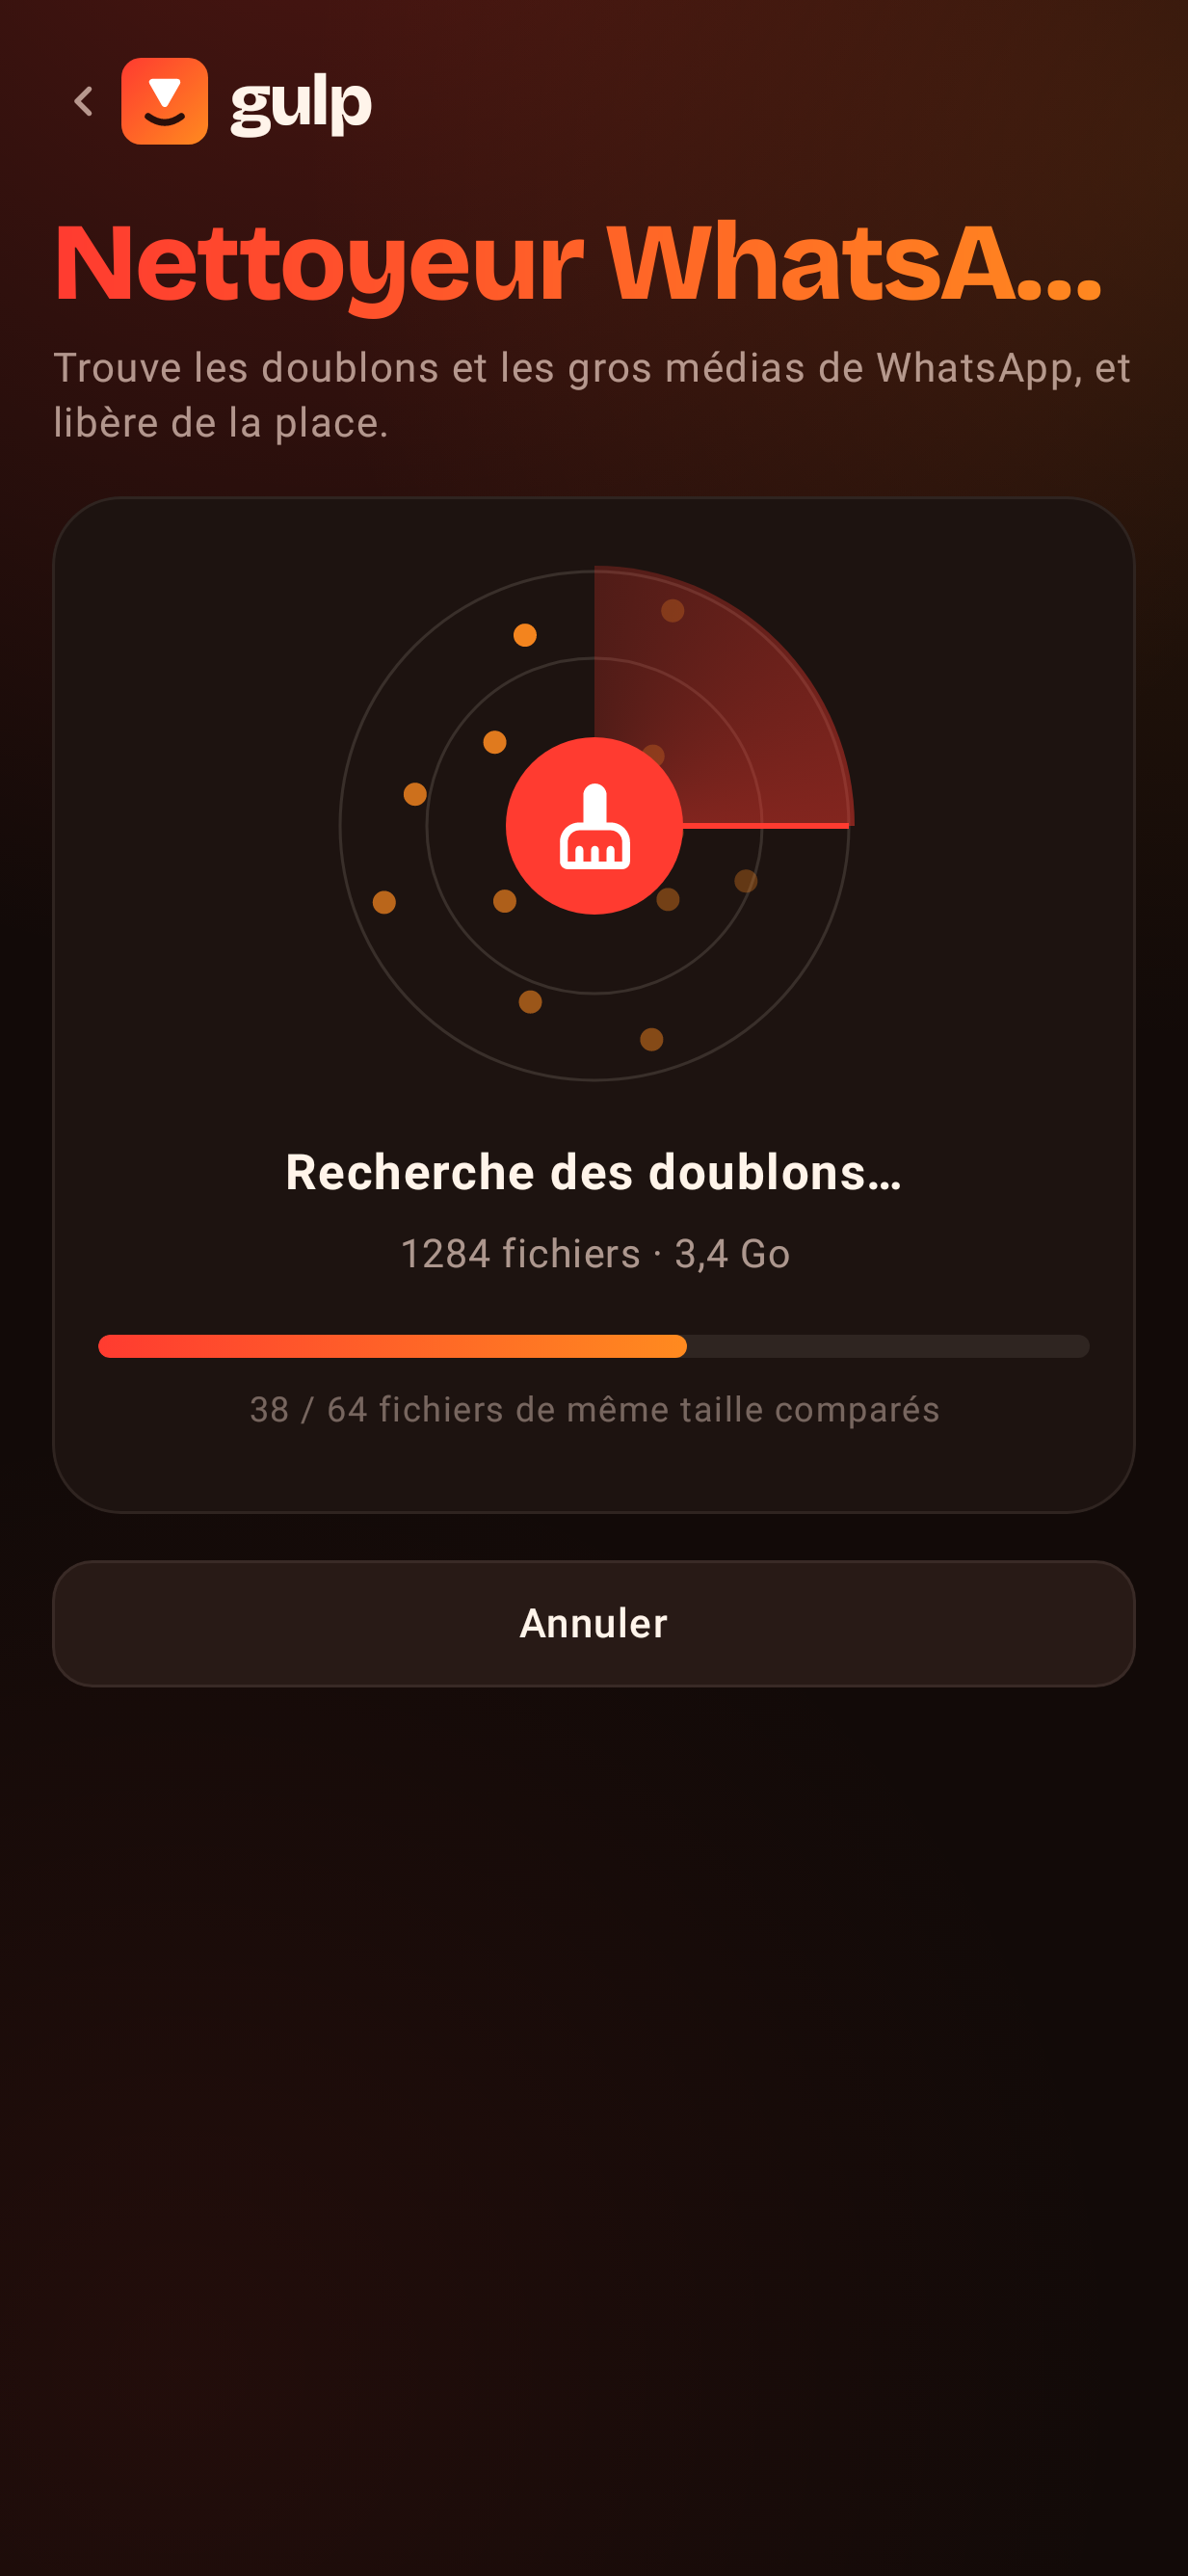 gulp
Nettoyeur WhatsA...
Trouve les doublons et les gros médias de WhatsApp, et
libère de la place.
Recherche des doublons...
1284 fichiers · 3,4 Go
38 / 64 fichiers de même taille comparés
Annuler